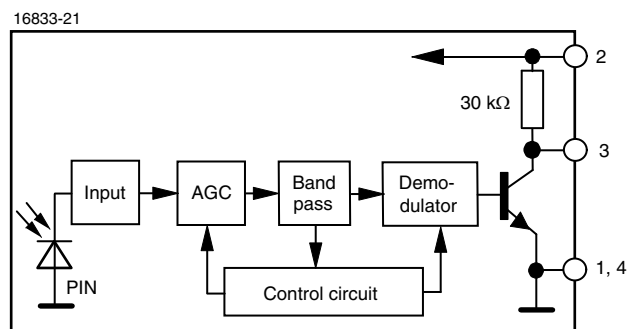 16833-21
2
30 kΩ
3
Input
AGC
Band
pass
Demo-
dulator
1, 4
PIN
Control circuit